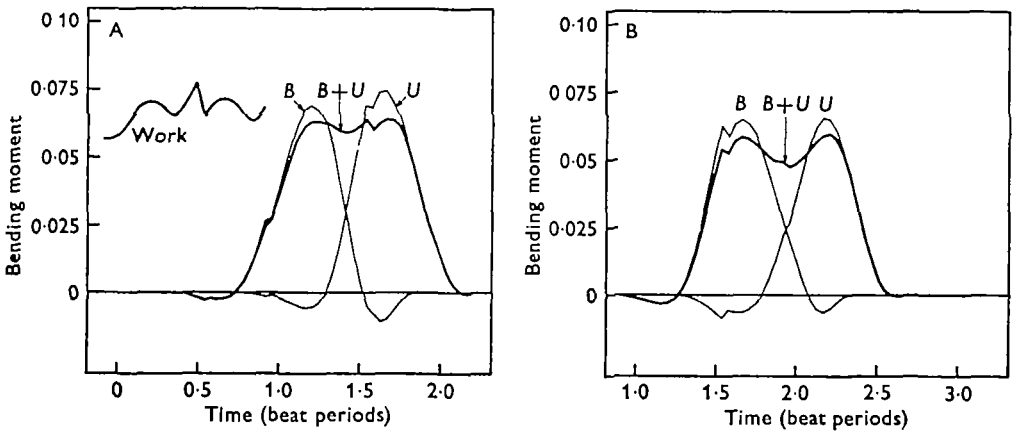 A
0·10
0·075
0·05
0·025
0
Bending moment
Work
B B+U U
0 0·5 1·0 1·5 2·0
Time (beat periods)
B
0·10
0·075
0·05
0·025
0
Bending moment
B B+U U
1·0 1·5 2·0 2·5 3·0
Time (beat periods)